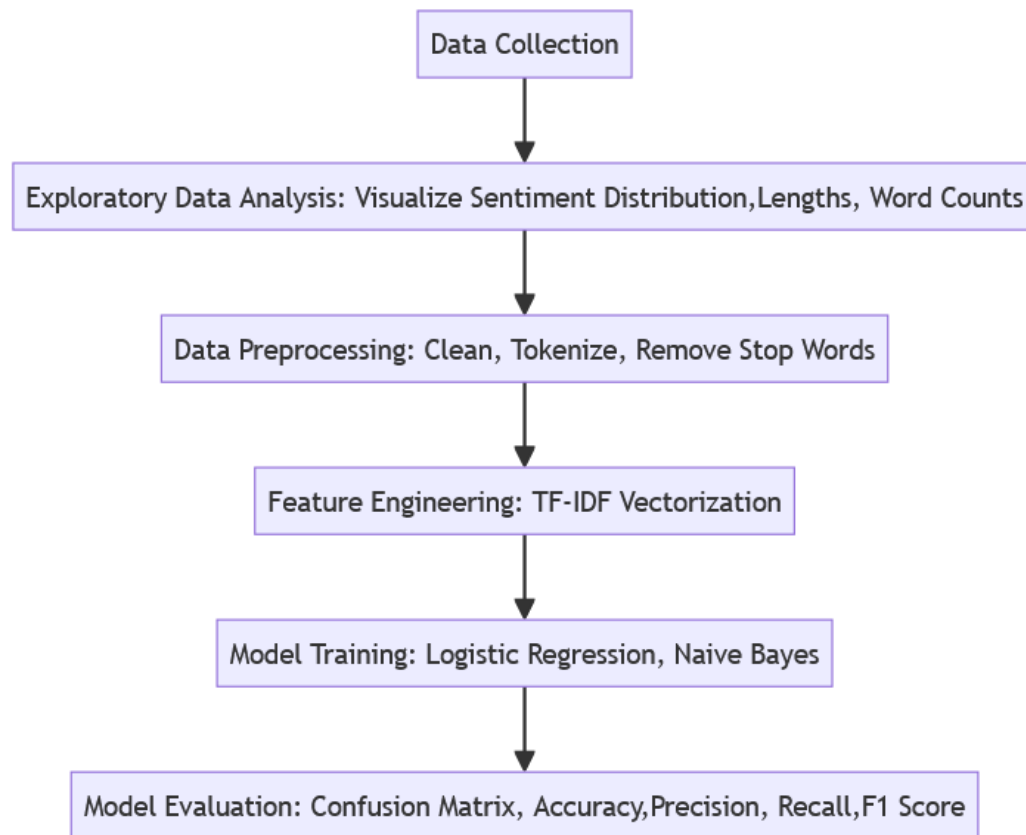 Data Collection
Exploratory Data Analysis: Visualize Sentiment Distribution,Lengths, Word Counts
Data Preprocessing: Clean, Tokenize, Remove Stop Words
Feature Engineering: TF-IDF Vectorization
Model Training: Logistic Regression, Naive Bayes
Model Evaluation: Confusion Matrix, Accuracy,Precision, Recall,F1 Score